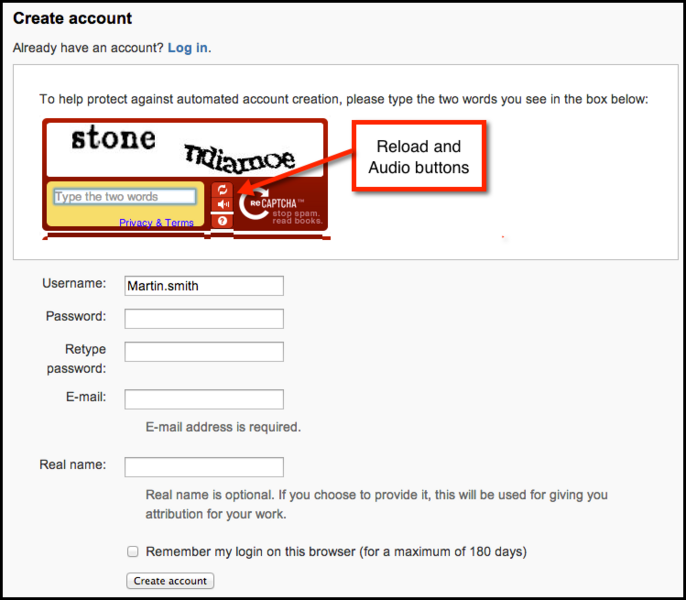 Create account
Already have an account? Log in.
To help protect against automated account creation, please type the two words you see in the box below:
stone
Type the two words
Privacy & Terms
reCAPTCHA™
stop spam.
read books.
Reload and
Audio buttons
Username:
Martin.smith
Password:
Retype
password:
E-mail:
E-mail address is required.
Real name:
Real name is optional. If you choose to provide it, this will be used for giving you
attribution for your work.
Remember my login on this browser (for a maximum of 180 days)
Create account